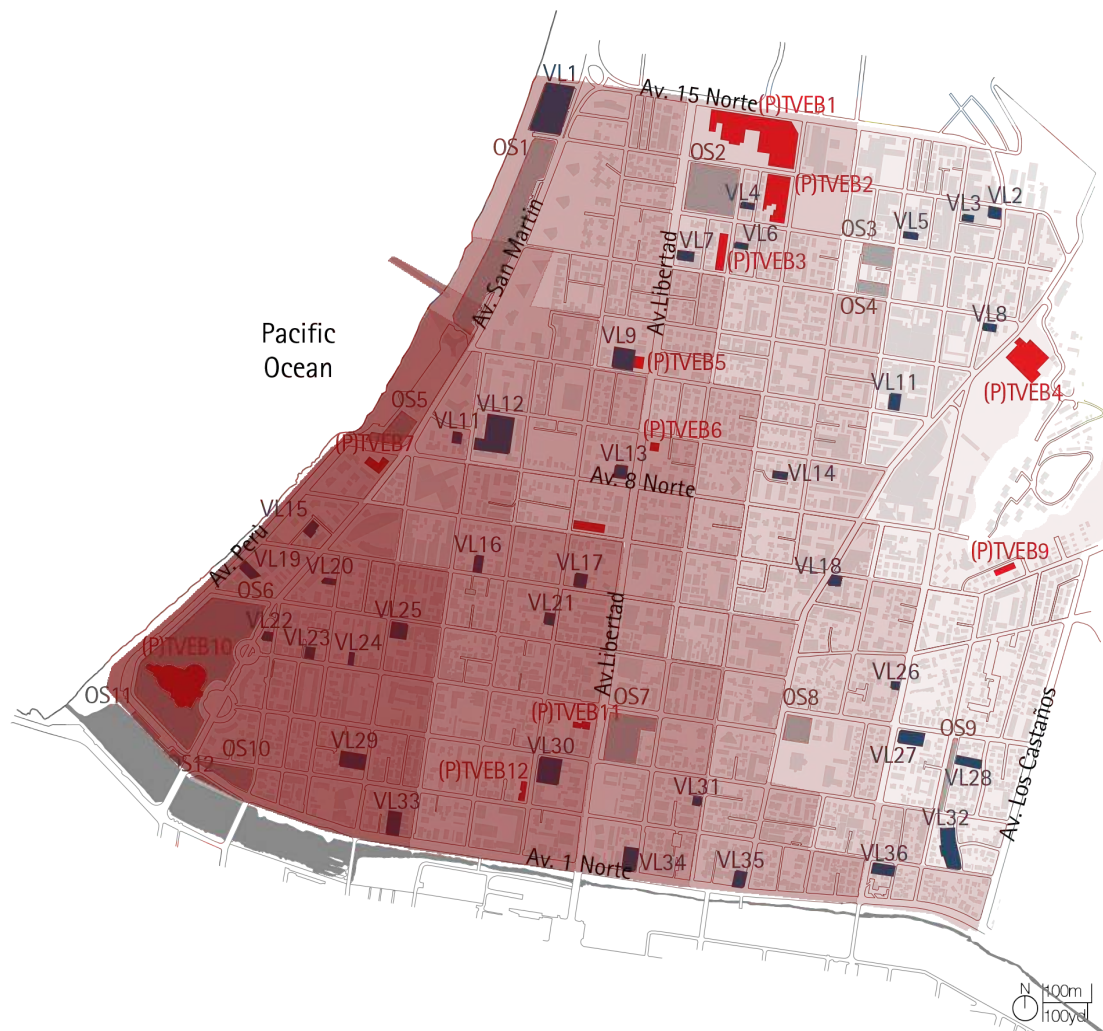 VL1
Av. 15 Norte
(P)TVEB1
OS1
OS2
(P)TVEB2
VL4
VL3
VL2
OS3
VL5
Av. San Martin
Av.Libertad
VL7
VL6
(P)TVEB3
OS4
VL8
Pacific
Ocean
VL9
(P)TVEB5
(P)TVEB4
VL11
OS5
VL12
VL11
(P)TVEB7
(P)TVEB6
VL13
Av. 8 Norte
VL14
VL15
Av. Perú
VL19
VL20
VL16
VL17
VL18
(P)TVEB9
OS6
VL22
VL23
VL24
VL25
VL21
Av.Libertad
(P)TVEB10
VL26
OS11
OS7
OS8
(P)TVEB11
OS9
Av. Los Castaños
OS12
OS10
VL29
VL30
VL27
VL28
(P)TVEB12
VL33
VL31
VL32
Av. 1 Norte
VL34
VL35
VL36
N
100m
100yd